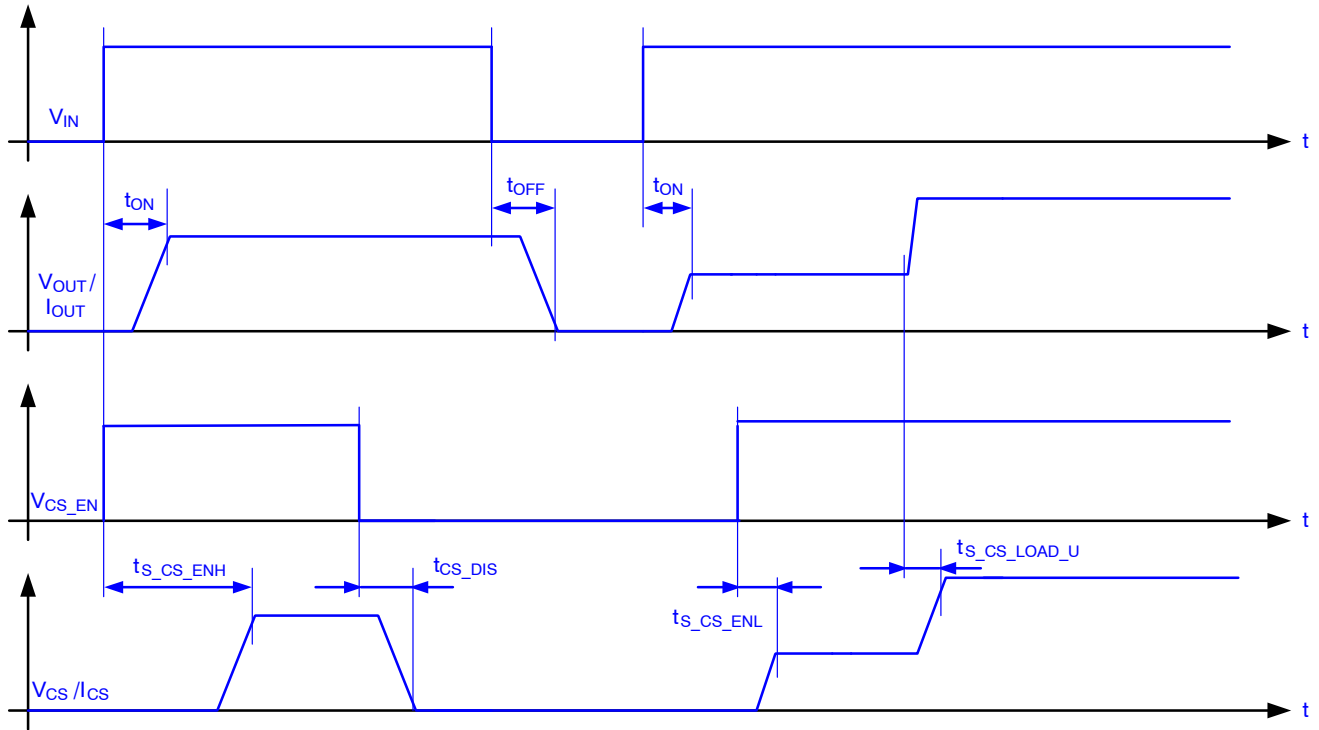 VIN
t
tON
tOFF
tON
VOUT /
IOUT
t
VCS_EN
t
tS_CS_ENH
tCS_DIS
tS_CS_ENL
tS_CS_LOAD_U
VCS /ICS
t